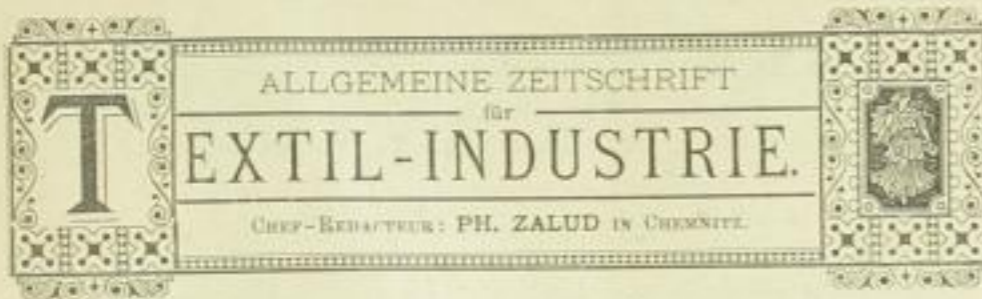 ALLGEMEINE ZEITSCHRIFT
für
TEXTIL-INDUSTRIE.
CHEF-REDACTEUR: PH. ZALUD IN CHEMNITZ.